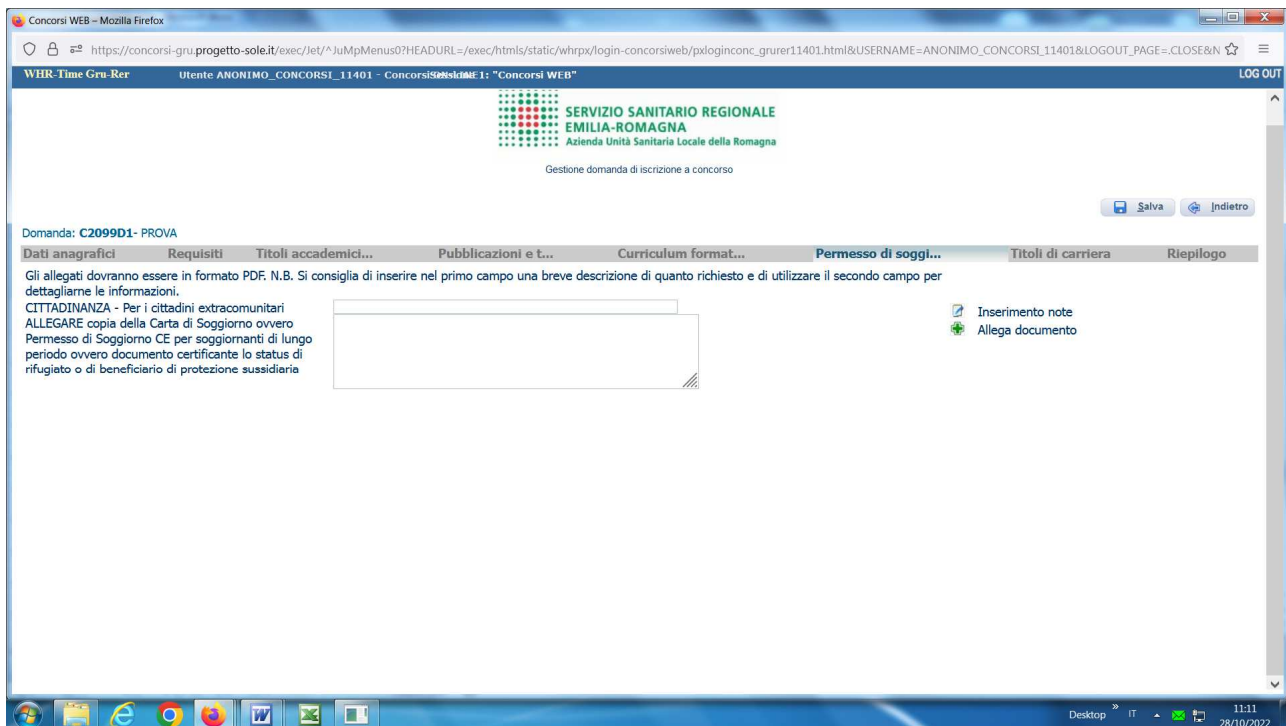 Concorsi WEB – Mozilla Firefox
https://concorsi-gru.progetto-sole.it/exec/Jet/^JuMpMenus0?HEADURL=/exec/htmls/static/whrpx/login-concorsiweb/pxloginconc_grurer11401.html&USERNAME=ANONIMO_CONCORSI_11401&LOGOUT_PAGE=.CLOSE&N
WHR-Time Gru-Rer Utente ANONIMO_CONCORSI_11401 - Concorsi 1: "Concorsi WEB" LOG OUT
SERVIZIO SANITARIO REGIONALE
EMILIA-ROMAGNA
Azienda Unità Sanitaria Locale della Romagna
Gestione domanda di iscrizione a concorso
Salva Indietro
Domanda: C2099D1- PROVA
Dati anagrafici Requisiti Titoli accademici... Pubblicazioni e t... Curriculum format... Permesso di soggi... Titoli di carriera Riepilogo
Gli allegati dovranno essere in formato PDF. N.B. Si consiglia di inserire nel primo campo una breve descrizione di quanto richiesto e di utilizzare il secondo campo per
dettagliarne le informazioni.
CITTADINANZA - Per i cittadini extracomunitari
ALLEGARE copia della Carta di Soggiorno ovvero
Permesso di Soggiorno CE per soggiornanti di lungo
periodo ovvero documento certificante lo status di
rifugiato o di beneficiario di protezione sussidiaria
Inserimento note
Allega documento
Desktop » IT 11:11
28/10/2022